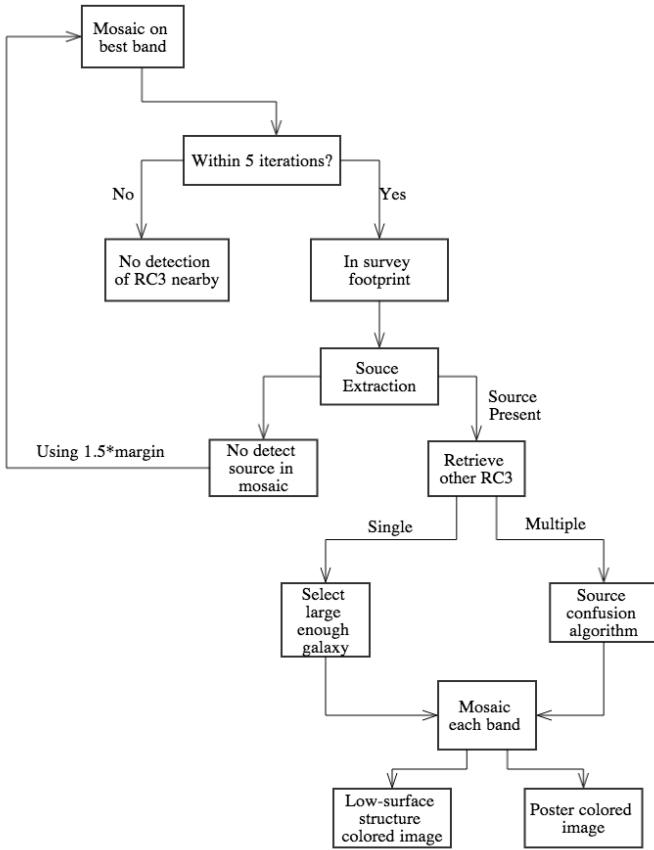 Mosaic on
best band
Within 5 iterations?
No
Yes
No detection
of RC3 nearby
In survey
footprint
Souce
Extraction
Source
Present
Using 1.5*margin
No detect
source in
mosaic
Retrieve
other RC3
Single
Multiple
Select
large
enough
galaxy
Source
confusion
algorithm
Mosaic
each band
Low-surface
structure
colored image
Poster colored
image